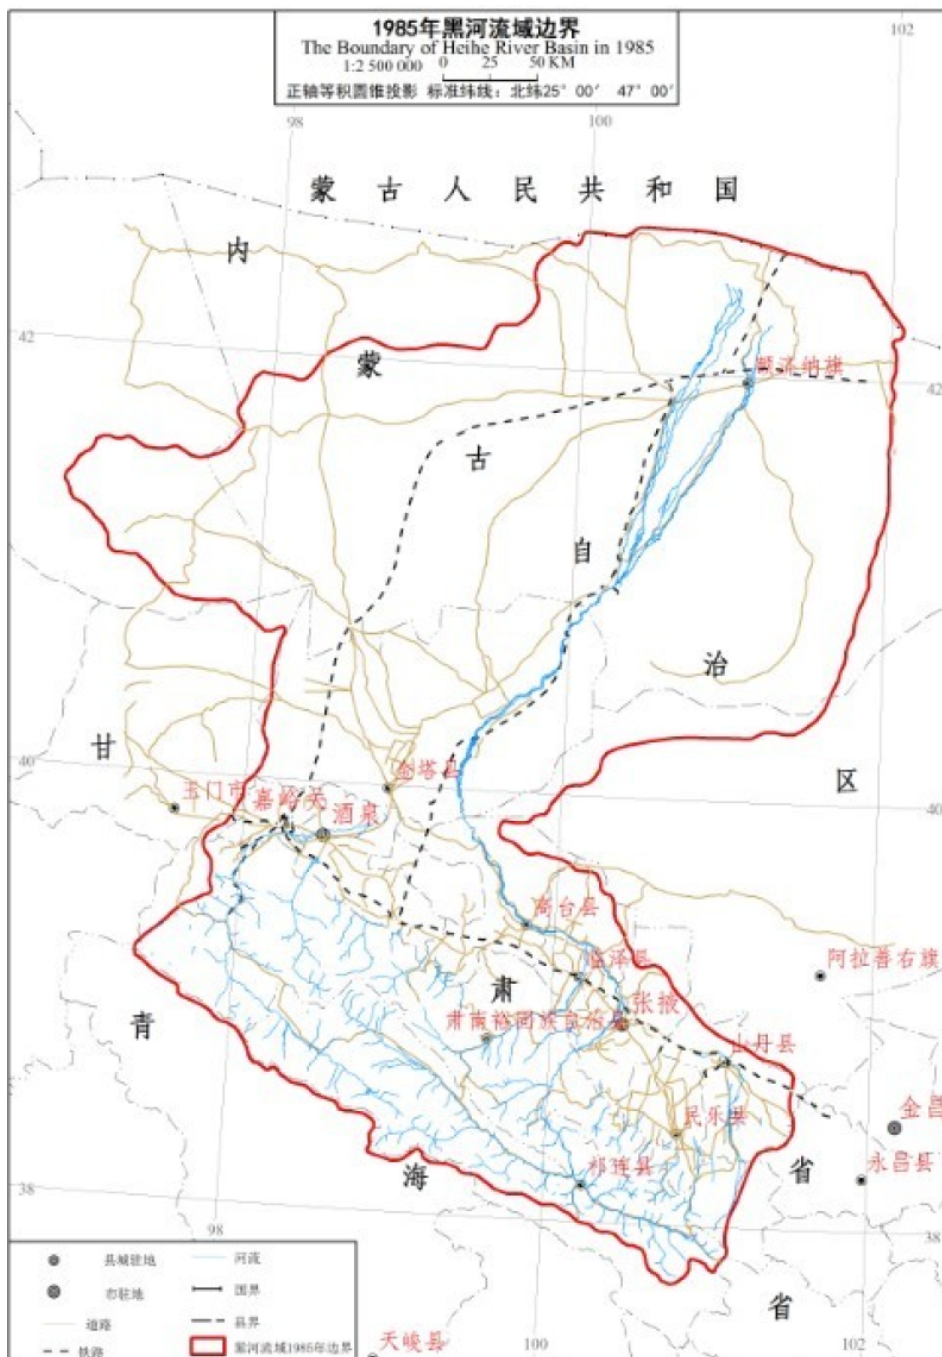 1985年黑河流域边界
The Boundary of Heihe River Basin in 1985
1:2 500 000 0 25 50 KM
正轴等积圆锥投影 标准纬线：北纬25° 00′ 47° 00′
102
98 100
蒙古人民共和国
内
42
蒙
额济纳旗
42
古
自
治
甘
40
金塔县
区
玉门市
嘉峪关
酒泉
40
高台县
临泽县
阿拉善右旗
肃
张掖
肃南裕固族自治县
青
山丹县
金昌
民乐县
祁连县
永昌县
海
省
38
98
38
县城驻地
河流
市驻地
国界
道路
县界
铁路
黑河流域1985年边界
省
天峻县
100
102